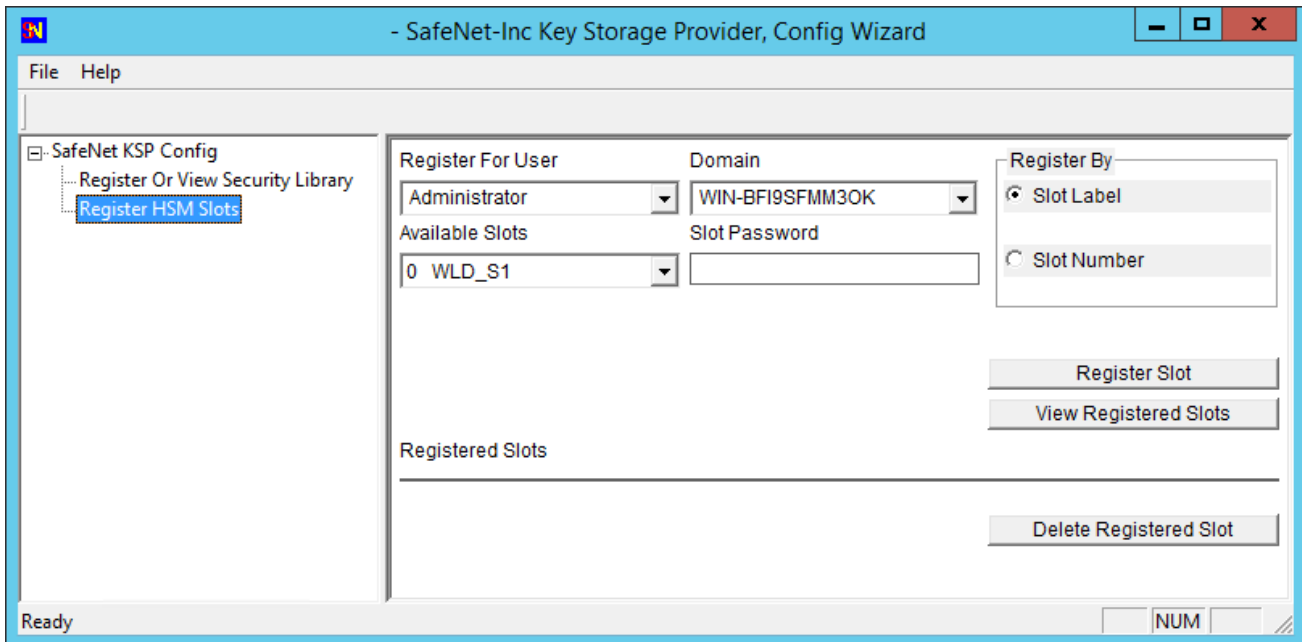 - SafeNet-Inc Key Storage Provider, Config Wizard
File Help
SafeNet KSP Config
Register Or View Security Library
Register HSM Slots
Register For User
Domain
Register By
Administrator
WIN-BFI9SFMM3OK
Slot Label
Available Slots
Slot Password
0 WLD_S1
Slot Number
Register Slot
View Registered Slots
Registered Slots
Delete Registered Slot
Ready
NUM